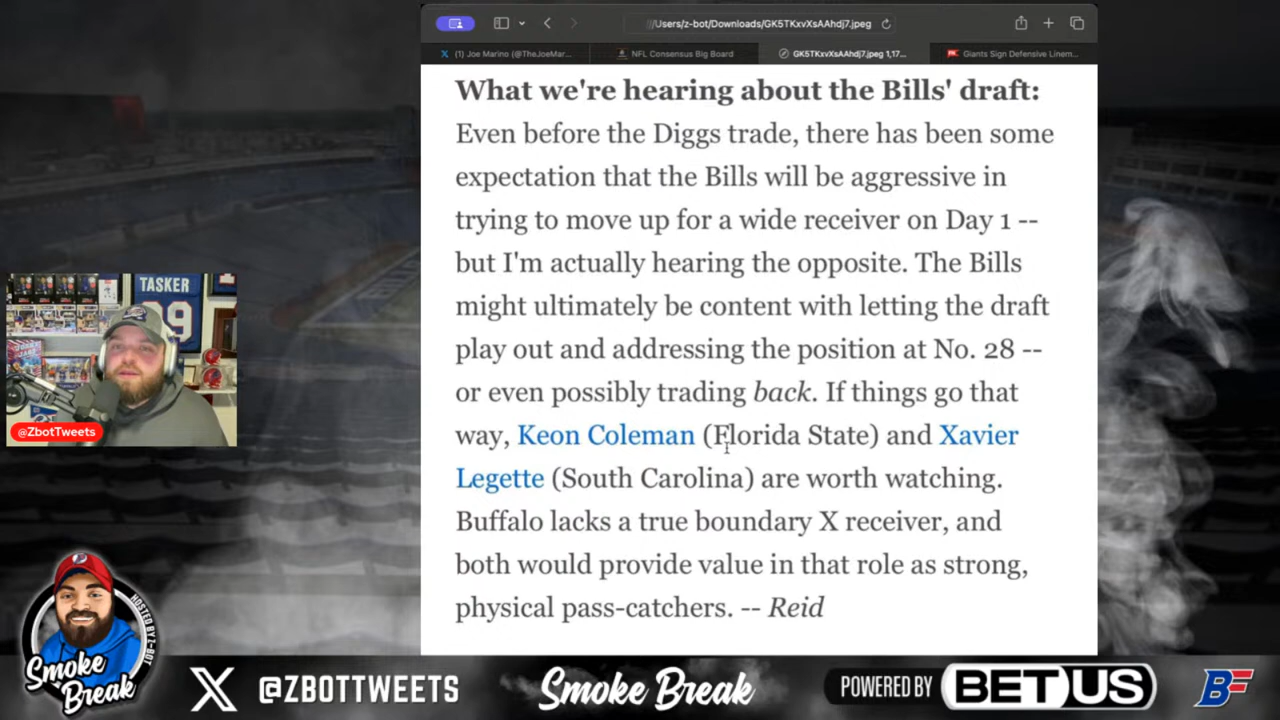 //Users/z-bot/Downloads/GK5TKxvXsAAhdj7.jpeg
(1) Joe Marino (@TheJoeMar...
NFL Consensus Big Board
GK5TKxvXsAAhdj7.jpeg 1,17...
Giants Sign Defensive Linem...
What we're hearing about the Bills' draft:
Even before the Diggs trade, there has been some
expectation that the Bills will be aggressive in
trying to move up for a wide receiver on Day 1 --
but I'm actually hearing the opposite. The Bills
might ultimately be content with letting the draft
play out and addressing the position at No. 28 --
or even possibly trading back. If things go that
way, Keon Coleman (Florida State) and Xavier
Legette (South Carolina) are worth watching.
Buffalo lacks a true boundary X receiver, and
both would provide value in that role as strong,
physical pass-catchers. -- Reid
TASKER
89
@ZbotTweets
HOSTED BY Z-BOT
Smoke
Break
X @ZBOTTWEETS
Smoke Break
POWERED BY BETUS
BF